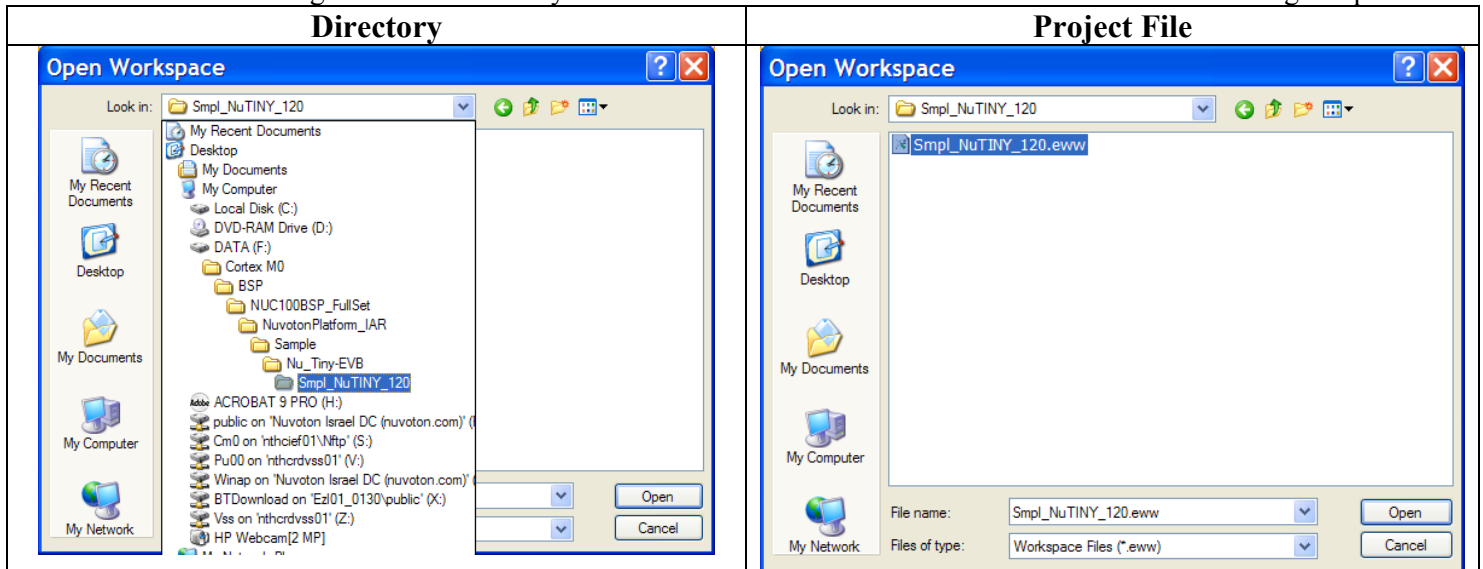 Directory
Project File
Open Workspace
Look in:
Smpl_NuTINY_120
My Recent Documents
Desktop
My Documents
My Computer
Local Disk (C:)
DVD-RAM Drive (D:)
DATA (F:)
Cortex M0
BSP
NUC100BSP_FullSet
NuvotonPlatform_IAR
Sample
Nu_Tiny-EVB
Smpl_NuTINY_120
Adobe ACROBAT 9 PRO (H:)
public on 'Nuvoton Israel DC (nuvoton.com)' (
Cm0 on 'nthcief01\Nftp' (S:)
Pu00 on 'nthcrdvss01' (V:)
Winap on 'Nuvoton Israel DC (nuvoton.com)' (
BTDownload on 'Ezl01_0130\public' (X:)
Vss on 'nthcrdvss01' (Z:)
HP Webcam[2 MP]
My Recent
Documents
Desktop
My Documents
My Computer
My Network
Open
Cancel
Open Workspace
Look in:
Smpl_NuTINY_120
Smpl_NuTINY_120.eww
My Recent
Documents
Desktop
My Documents
My Computer
My Network
File name:
Smpl_NuTINY_120.eww
Open
Files of type:
Workspace Files (*.eww)
Cancel